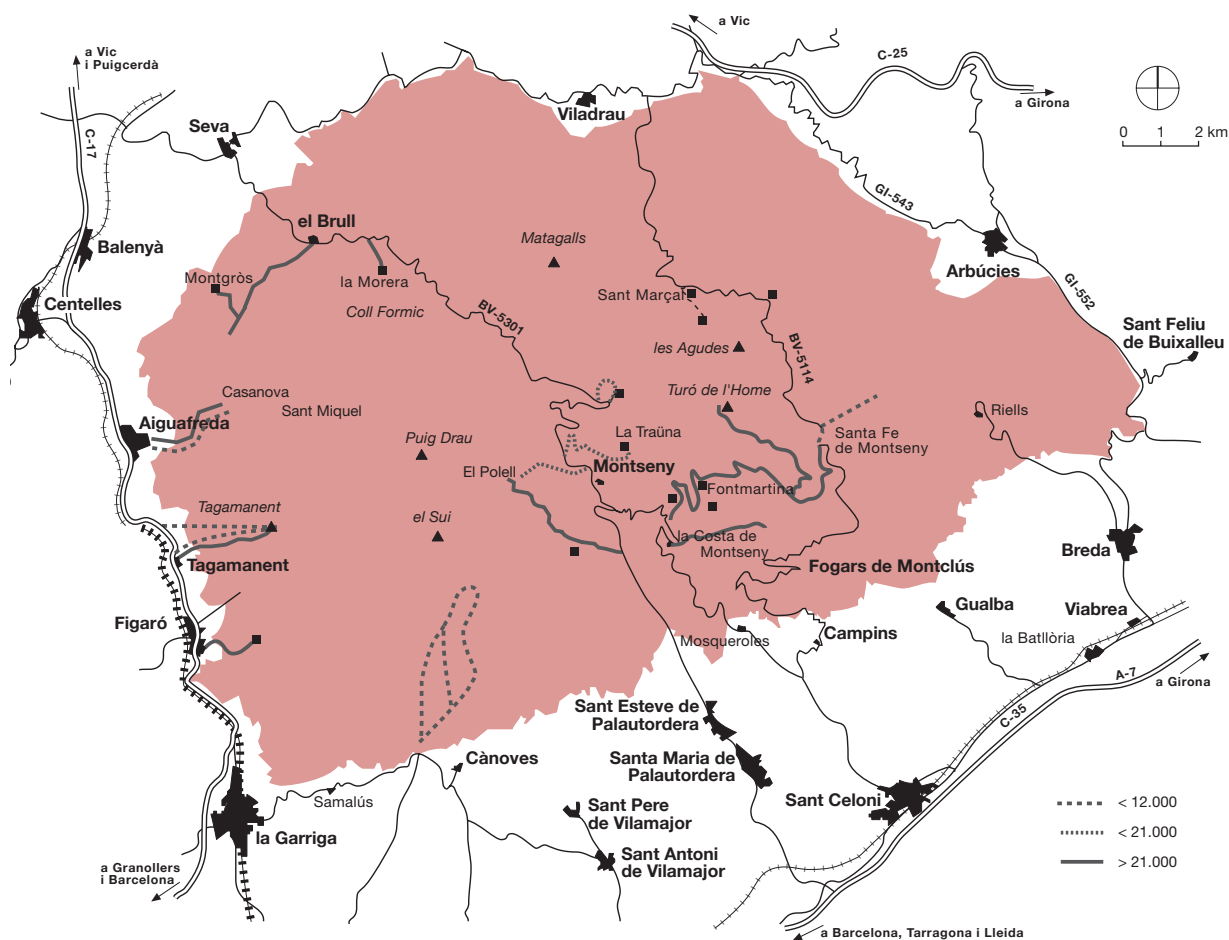 a Vic
a Vic
i Puigcerdà
C-25
a Girona
Viladrau
Seva
C-17
0 1 2 km
GI-543
el Brull
Balenyà
Matagalls
Arbúcies
Montgròs
la Morera
Sant Marçal
Centelles
Coll Formic
BV-5301
GI-552
Sant Feliu
de Buixalleu
les Agudes
BV-5114
Casanova
Turó de l'Home
Sant Miquel
Riells
Aiguafreda
La Traüna
Santa Fe
de Montseny
Puig Drau
El Polell
Montseny
Fontmartina
Tagamanent
el Sui
la Costa de
Montseny
Tagamanent
Breda
Fogars de Montclús
Gualba
Viabrea
Figaró
Mosqueroles
Campins
la Batllòria
A-7
a Girona
Sant Esteve de
Palautordera
C-35
Cànoves
Santa Maria de
Palautordera
Samalús
Sant Celoni
Sant Pere
de Vilamajor
la Garriga
Sant Antoni
de Vilamajor
a Granollers
i Barcelona
< 12.000
< 21.000
> 21.000
a Barcelona, Tarragona i Lleida